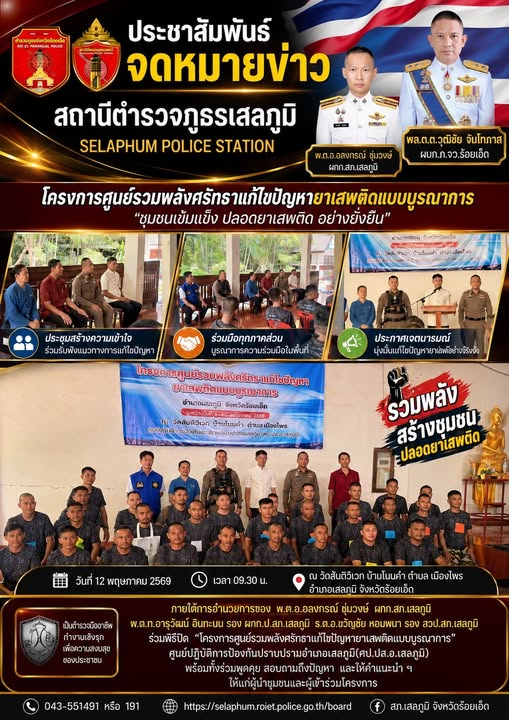 ตำรวจภูธรจังหวัดร้อยเอ็ด
ROI ET PROVINCIAL POLICE
ประชาสัมพันธ์
จดหมายข่าว
สถานีตำรวจภูธรเสลภูมิ
SELAPHUM POLICE STATION
พ.ต.อ.อลงกรณ์ ชุ่มวงษ์
ผกก.สภ.เสลภูมิ
พล.ต.ต.วุฒิชัย จันโทภาส
ผบก.ภ.จว.ร้อยเอ็ด
โครงการศูนย์รวมพลังศรัทธาแก้ไขปัญหายาเสพติดแบบบูรณาการ
“ชุมชนเข้มแข็ง ปลอดยาเสพติด อย่างยั่งยืน”
ประชุมสร้างความเข้าใจ
ร่วมรับฟังแนวทางการแก้ไขปัญหา
ร่วมมือทุกภาคส่วน
บูรณาการความร่วมมือในพื้นที่
ประกาศเจตนารมณ์
มุ่งมั่นแก้ไขปัญหายาเสพติดอย่างจริงจัง
โครงการศูนย์รวมพลังศรัทธาแก้ไขปัญหา
ยาเสพติดแบบบูรณาการ
อำเภอเสลภูมิ จังหวัดร้อยเอ็ด
ณ วัดสันติวิเวก บ้านโนนคำ ตำบล เมืองไพร
รวมพลัง
สร้างชุมชน
ปลอดยาเสพติด
วันที่ 12 พฤษภาคม 2569
เวลา 09.30 น.
ณ วัดสันติวิเวก บ้านโนนคำ ตำบล เมืองไพร
อำเภอเสลภูมิ จังหวัดร้อยเอ็ด
เป็นตำรวจมืออาชีพ
ทำงานเชิงรุก
เพื่อความสงบสุข
ของประชาชน
ภายใต้การอำนวยการของ พ.ต.อ.อลงกรณ์ ชุ่มวงษ์ ผกก.สภ.เสลภูมิ
พ.ต.ท.อารุวัฒน์ อินทะนน รอง ผกก.ป.สภ.เสลภูมิ ร.ต.อ.ขวัญชัย หอมพนา รอง สวป.สภ.เสลภูมิ
ร่วมพิธีปิด “โครงการศูนย์รวมพลังศรัทธาแก้ไขปัญหายาเสพติดแบบบูรณาการ”
ศูนย์ปฏิบัติการป้องกันปราบปรามอำเภอเสลภูมิ(ศป.ปส.อ.เสลภูมิ)
พร้อมทั้งร่วมพูดคุย สอบถามถึงปัญหา และให้คำแนะนำ ฯ
ให้แก่ผู้นำชุมชนและผู้เข้าร่วมโครงการ
043-551491 หรือ 191
https://selaphum.roiet.police.go.th/board
สภ.เสลภูมิ จังหวัดร้อยเอ็ด